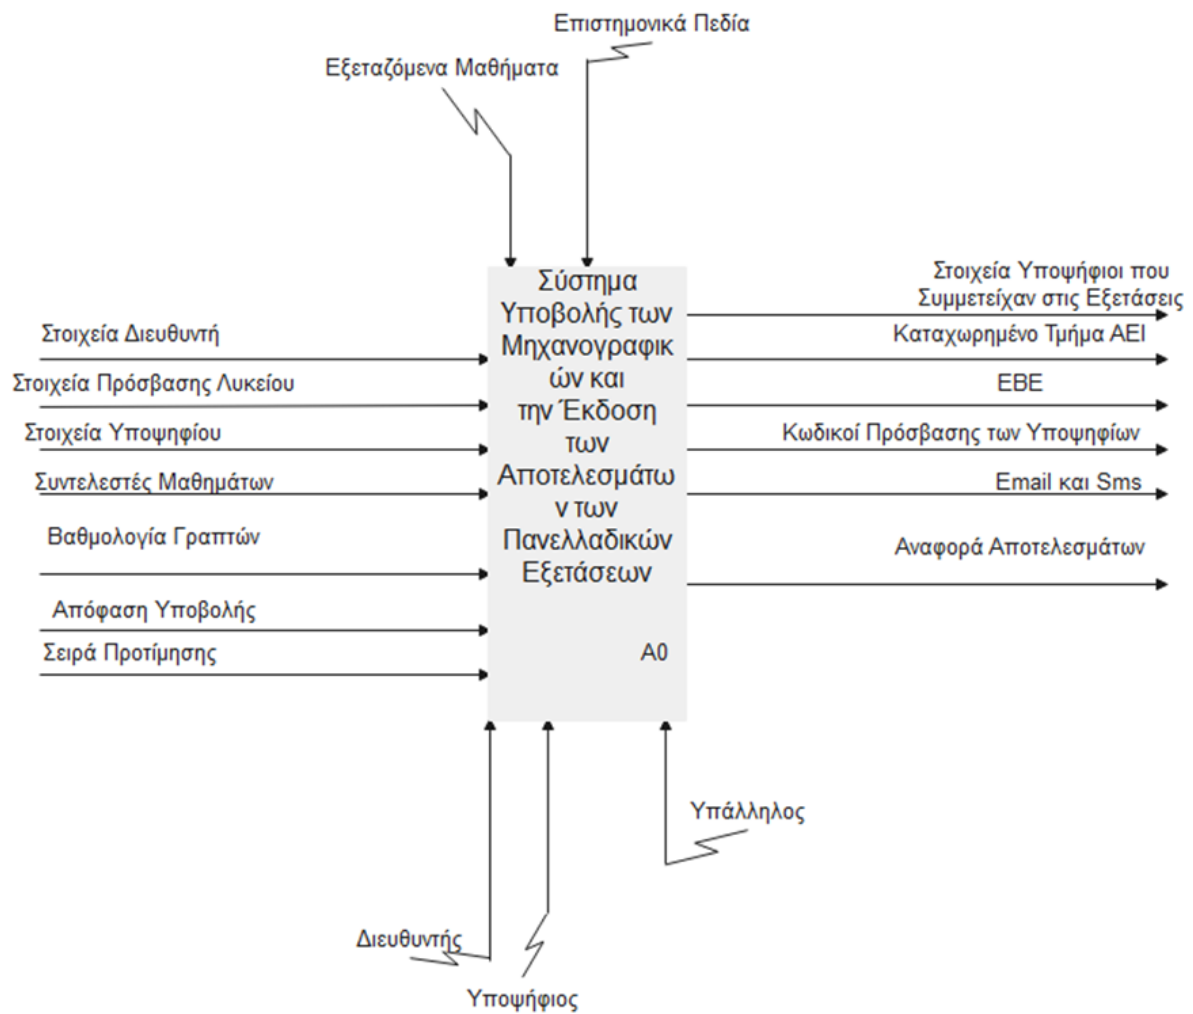 Επιστημονικά Πεδία
Εξεταζόμενα Μαθήματα
Σύστημα
Υποβολής των
Μηχανογραφικ
ών και
την Έκδοση
των
Αποτελεσμάτω
ν των
Πανελλαδικών
Εξετάσεων
A0
Στοιχεία Διευθυντή
Στοιχεία Πρόσβασης Λυκείου
Στοιχεία Υποψηφίου
Συντελεστές Μαθημάτων
Βαθμολογία Γραπτών
Απόφαση Υποβολής
Σειρά Προτίμησης
Στοιχεία Υποψήφιοι που
Συμμετείχαν στις Εξετάσεις
Καταχωρημένο Τμήμα ΑΕΙ
ΕΒΕ
Κωδικοί Πρόσβασης των Υποψηφίων
Email και Sms
Αναφορά Αποτελεσμάτων
Υπάλληλος
Διευθυντής
Υποψήφιος